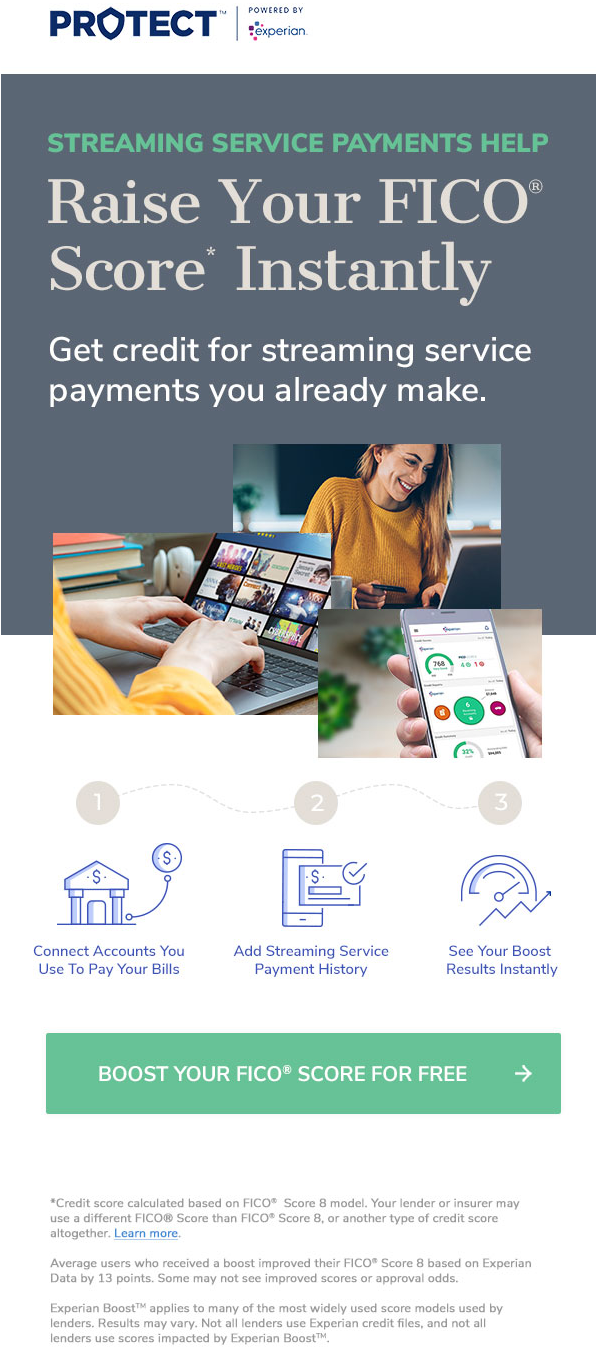 PROTECT™
POWERED BY
experian.
STREAMING SERVICE PAYMENTS HELP
Raise Your FICO®
Score* Instantly
Get credit for streaming service
payments you already make.
CYBERSPACE
experian
768
32%
1
2
3
Connect Accounts You
Use To Pay Your Bills
Add Streaming Service
Payment History
See Your Boost
Results Instantly
BOOST YOUR FICO® SCORE FOR FREE
*Credit score calculated based on FICO® Score 8 model. Your lender or insurer may
use a different FICO® Score than FICO® Score 8, or another type of credit score
altogether. Learn more.
Average users who received a boost improved their FICO® Score 8 based on Experian
Data by 13 points. Some may not see improved scores or approval odds.
Experian Boost™ applies to many of the most widely used score models used by
lenders. Results may vary. Not all lenders use Experian credit files, and not all
lenders use scores impacted by Experian Boost™.